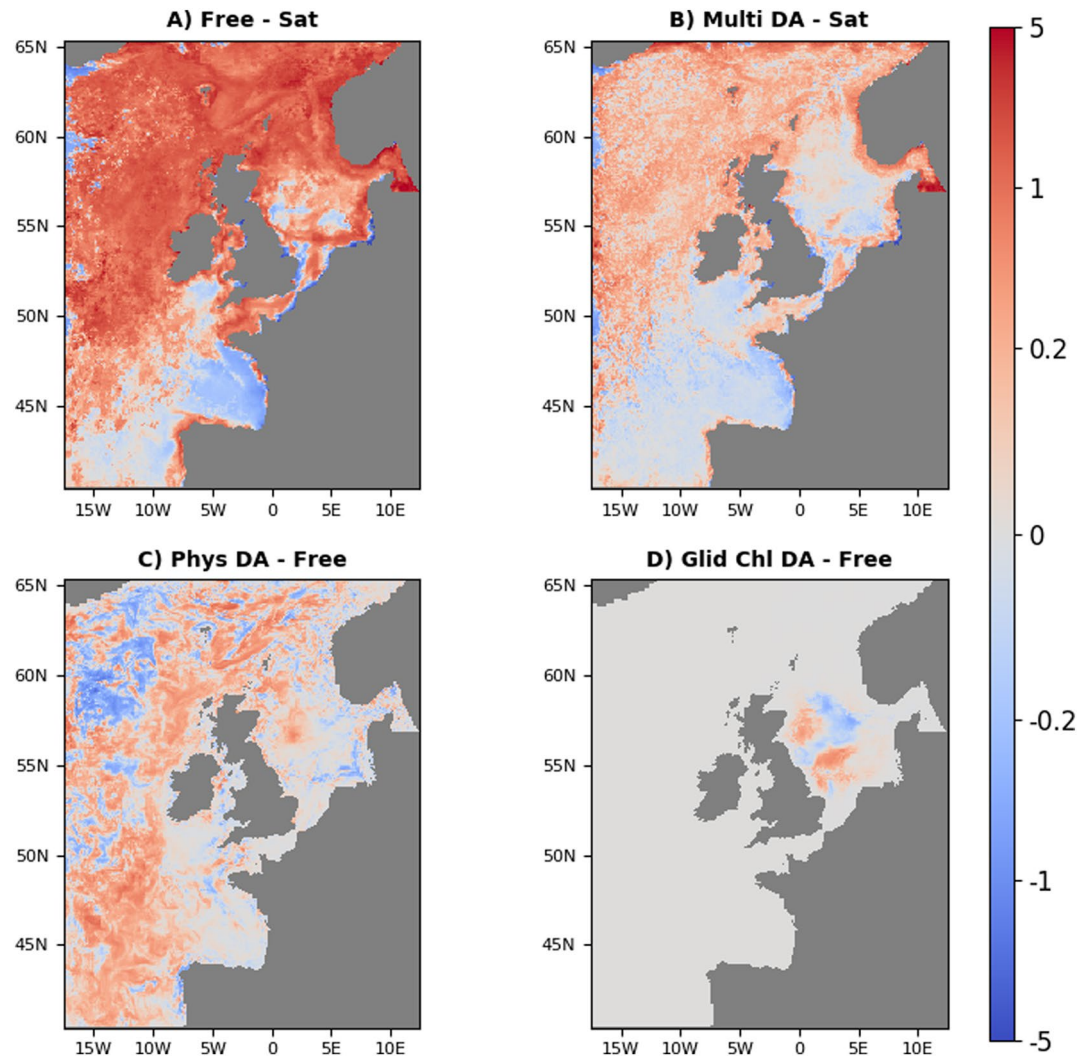 A) Free - Sat
B) Multi DA - Sat
65N
60N
55N
50N
45N
15W 10W 5W 0 5E 10E
65N
60N
55N
50N
45N
15W 10W 5W 0 5E 10E
C) Phys DA - Free
D) Glid Chl DA - Free
65N
60N
55N
50N
45N
15W 10W 5W 0 5E 10E
65N
60N
55N
50N
45N
15W 10W 5W 0 5E 10E
5
1
0.2
0
-0.2
-1
-5